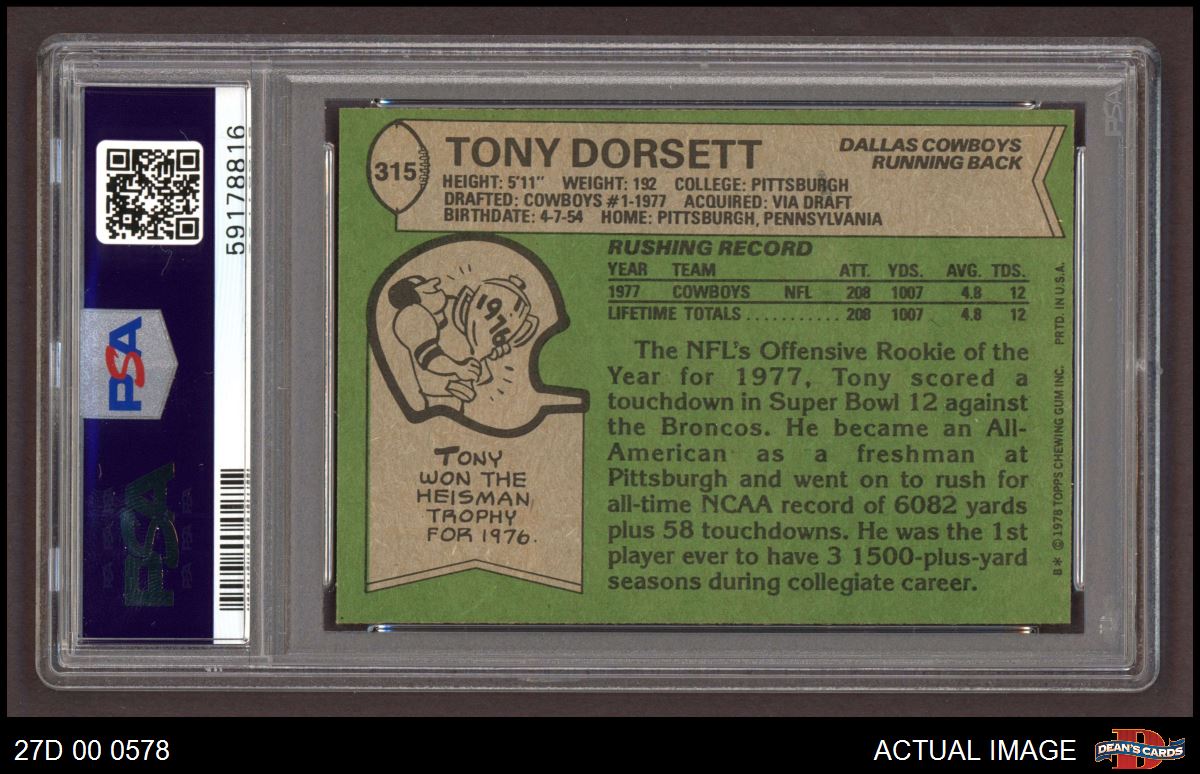 59178816
PSA
PSA
PSA
315
TONY DORSETT
DALLAS COWBOYS
RUNNING BACK
HEIGHT: 5'11" WEIGHT: 192 COLLEGE: PITTSBURGH
DRAFTED: COWBOYS #1-1977 ACQUIRED: VIA DRAFT
BIRTHDATE: 4-7-54 HOME: PITTSBURGH, PENNSYLVANIA
RUSHING RECORD
YEAR TEAM ATT. YDS. AVG. TDS.
1977 COWBOYS NFL 208 1007 4.8 12
LIFETIME TOTALS........... 208 1007 4.8 12
1976
TONY
WON THE
HEISMAN
TROPHY
FOR 1976.
The NFL's Offensive Rookie of the
Year for 1977, Tony scored a
touchdown in Super Bowl 12 against
the Broncos. He became an All-
American as a freshman at
Pittsburgh and went on to rush for
all-time NCAA record of 6082 yards
plus 58 touchdowns. He was the 1st
player ever to have 3 1500-plus-yard
seasons during collegiate career.
B* © 1978 TOPPS CHEWING GUM INC. PRTD. IN U.S.A.
27D 00 0578
ACTUAL IMAGE
D
DEAN'S CARDS